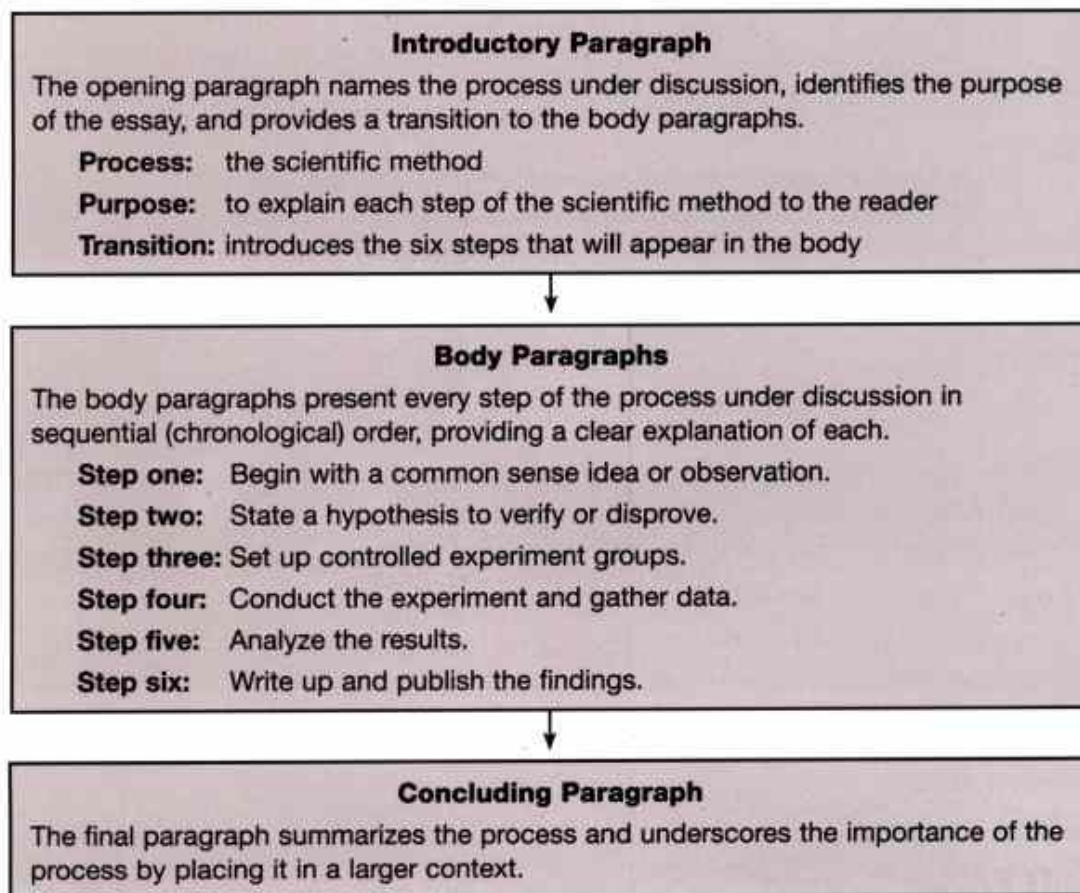 Introductory Paragraph
The opening paragraph names the process under discussion, identifies the purpose
of the essay, and provides a transition to the body paragraphs.
Process: the scientific method
Purpose: to explain each step of the scientific method to the reader
Transition: introduces the six steps that will appear in the body
Body Paragraphs
The body paragraphs present every step of the process under discussion in
sequential (chronological) order, providing a clear explanation of each.
Step one: Begin with a common sense idea or observation.
Step two: State a hypothesis to verify or disprove.
Step three: Set up controlled experiment groups.
Step four: Conduct the experiment and gather data.
Step five: Analyze the results.
Step six: Write up and publish the findings.
Concluding Paragraph
The final paragraph summarizes the process and underscores the importance of the
process by placing it in a larger context.